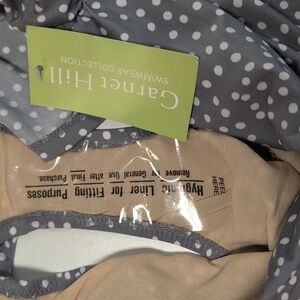 Garnet Hill
SWIMWEAR COLLECTION
PEEL
HERE
Hygienic Liner for Fitting Purposes
Remove for General Use after Final Purchase.